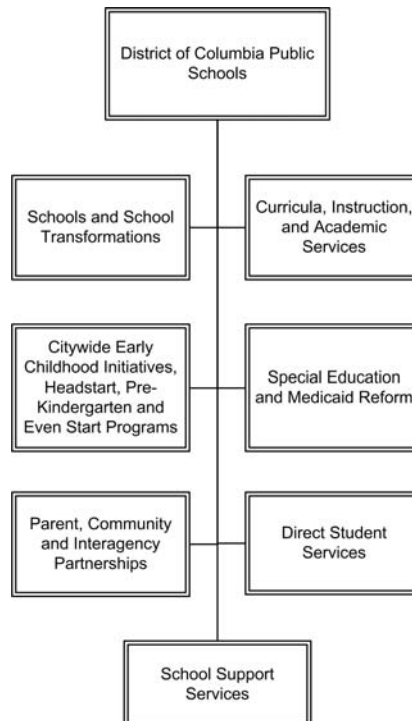 District of Columbia Public
Schools
Schools and School
Transformations
Curricula, Instruction,
and Academic
Services
Citywide Early
Childhood Initiatives,
Headstart, Pre-
Kindergarten and
Even Start Programs
Special Education
and Medicaid Reform
Parent, Community
and Interagency
Partnerships
Direct Student
Services
School Support
Services